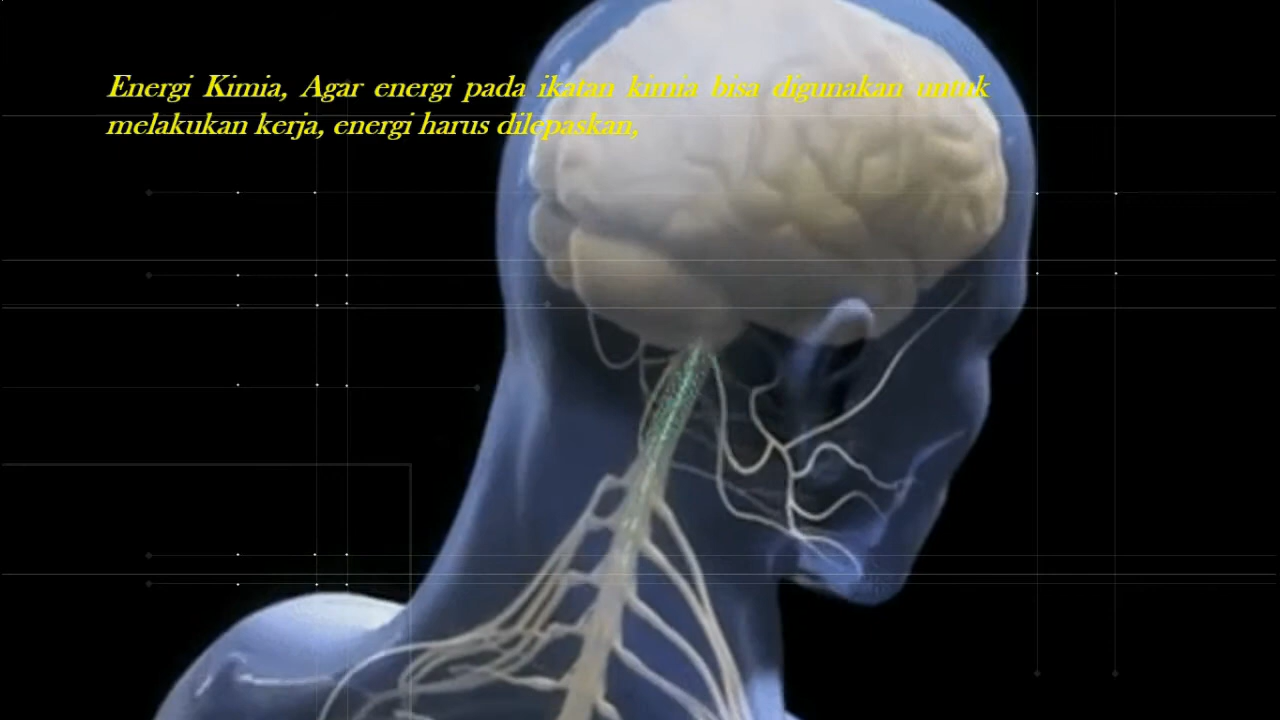 Energi Kimia, Agar energi pada ikatan kimia bisa digunakan untuk
melakukan kerja, energi harus dilepaskan,